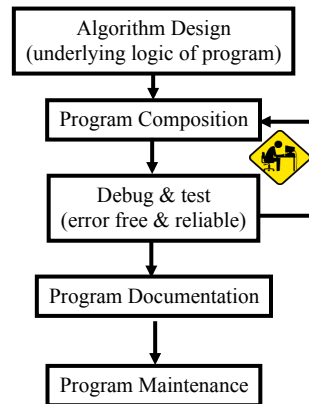 Algorithm Design
(underlying logic of program)
Program Composition
Debug & test
(error free & reliable)
Program Documentation
Program Maintenance